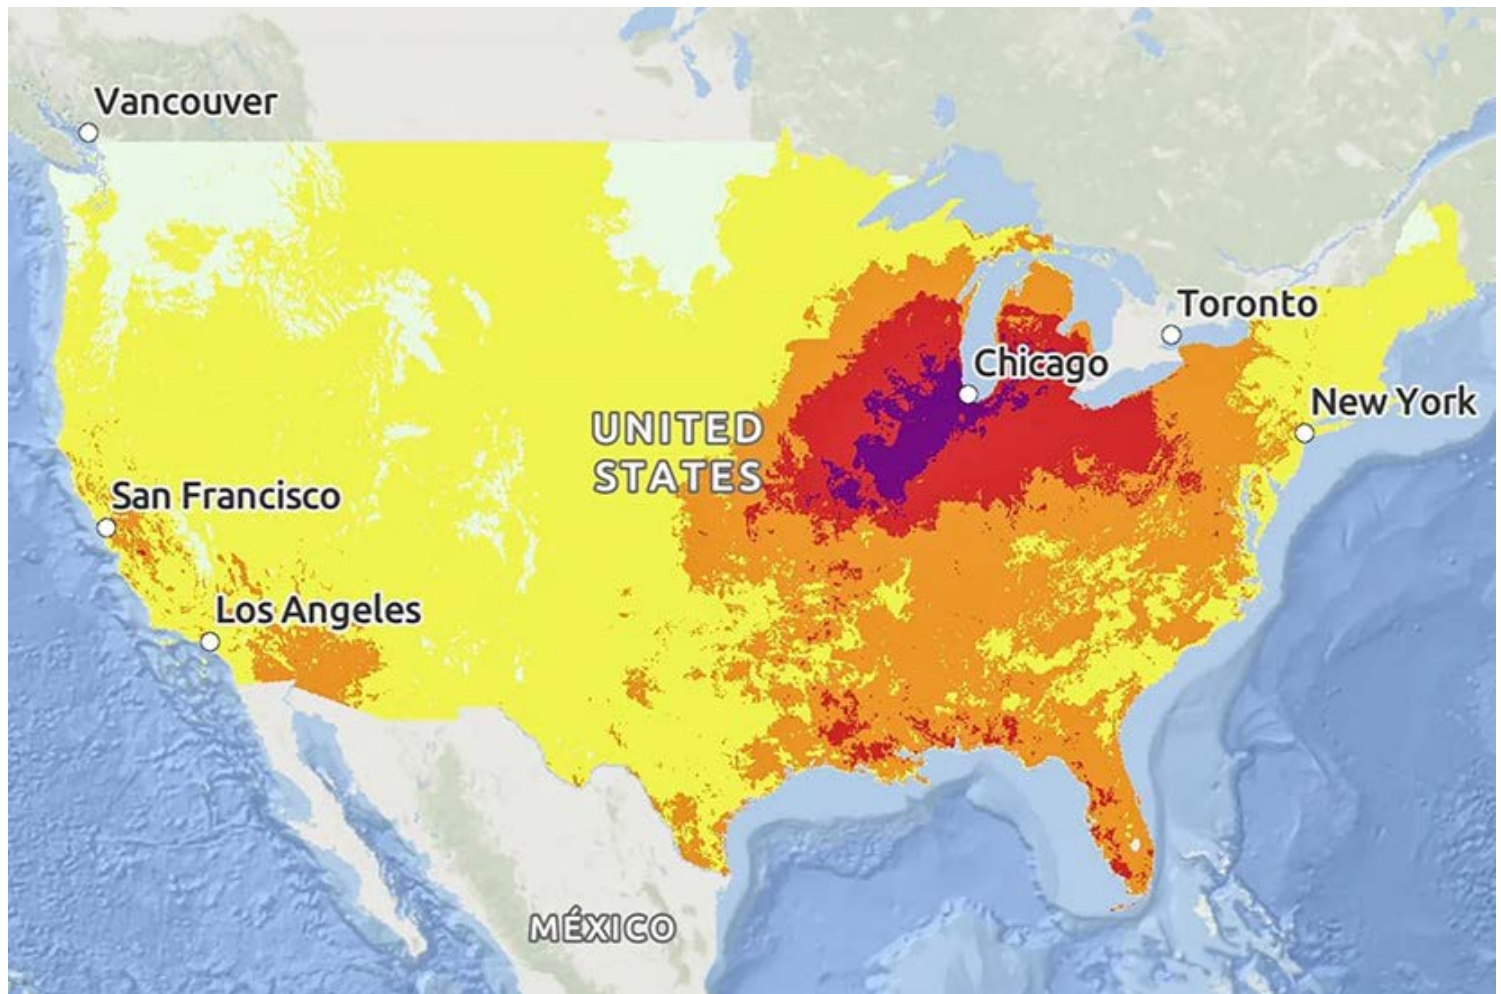 Vancouver
Toronto
Chicago
New York
UNITED
STATES
San Francisco
Los Angeles
MÉXICO